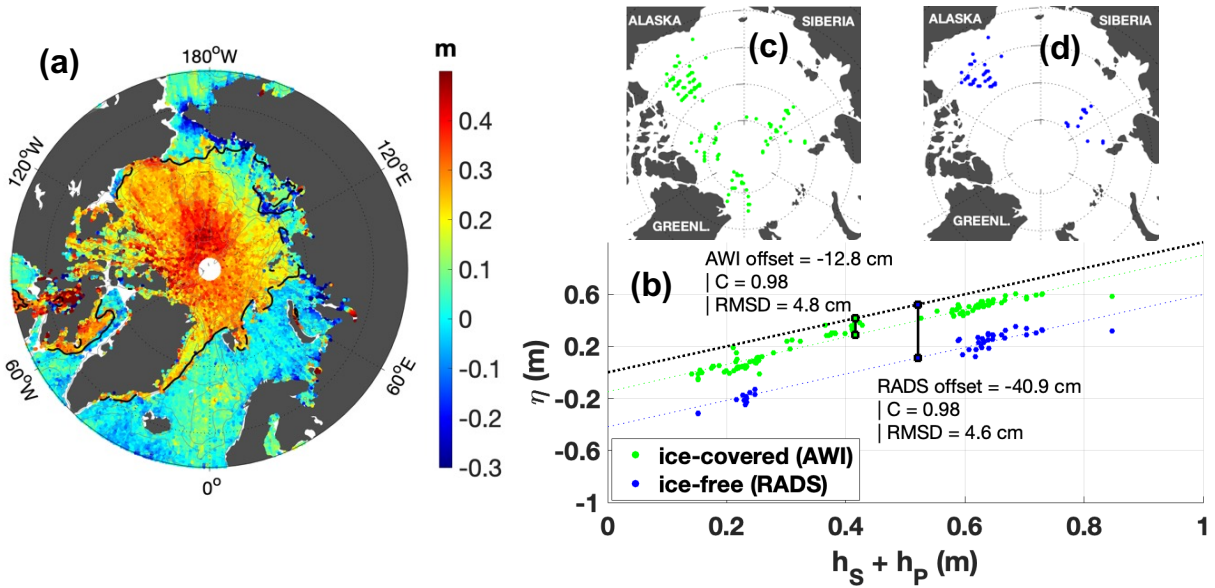 (a)
180°W
120°W
120°E
60°W
60°E
0°
m
0.4
0.3
0.2
0.1
0
-0.1
-0.2
-0.3
(c)
ALASKA
SIBERIA
GREENL.
(d)
ALASKA
SIBERIA
GREENL.
(b)
AWI offset = -12.8 cm
| C = 0.98
| RMSD = 4.8 cm
RADS offset = -40.9 cm
| C = 0.98
| RMSD = 4.6 cm
ice-covered (AWI)
ice-free (RADS)
η (m)
0.6
0.2
-0.2
-0.6
-1
0
0.2
0.4
0.6
0.8
1
h_S + h_P (m)